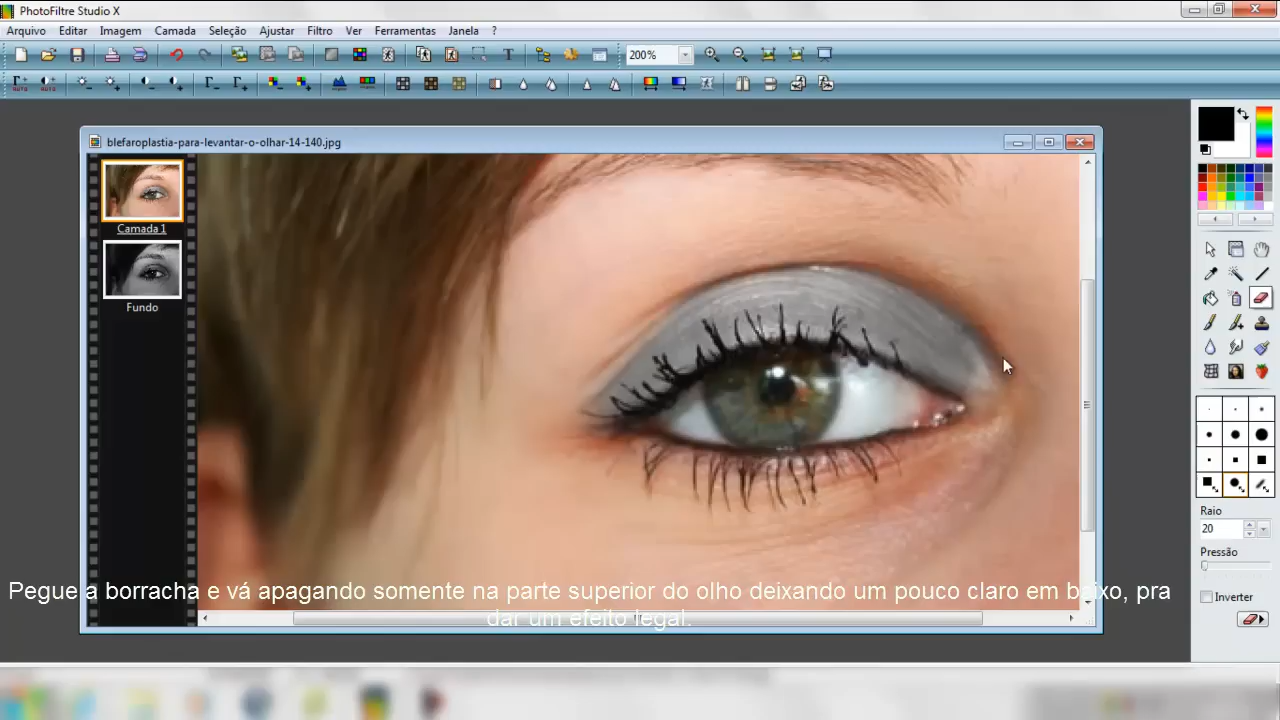 PhotoFiltre Studio X
Arquivo Editar Imagem Camada Seleção Ajustar Filtro Ver Ferramentas Janela ?
200%
AUTO AUTO
blefaroplastia-para-levantar-o-olhar-14-140.jpg
Camada 1
Fundo
Raio
20
Pressão
Inverter
Pegue a borracha e vá apagando somente na parte superior do olho deixando um pouco claro em baixo, pra
dar um efeito legal.